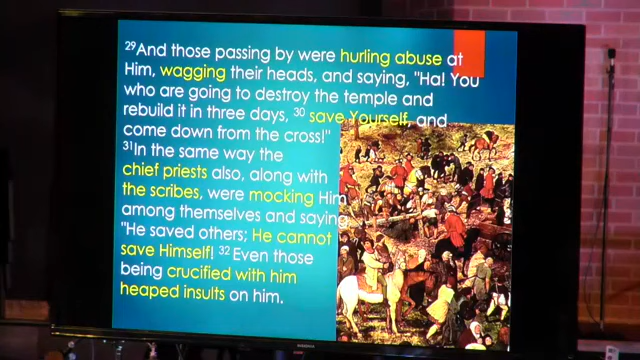 29And those passing by were hurling abuse at
Him, wagging their heads, and saying, "Ha! You
who are going to destroy the temple and
rebuild it in three days, 30 save Yourself, and
come down from the cross!"
31In the same way the
chief priests also, along with
the scribes, were mocking Him
among themselves and saying
"He saved others; He cannot
save Himself! 32 Even those
being crucified with him
heaped insults on him.